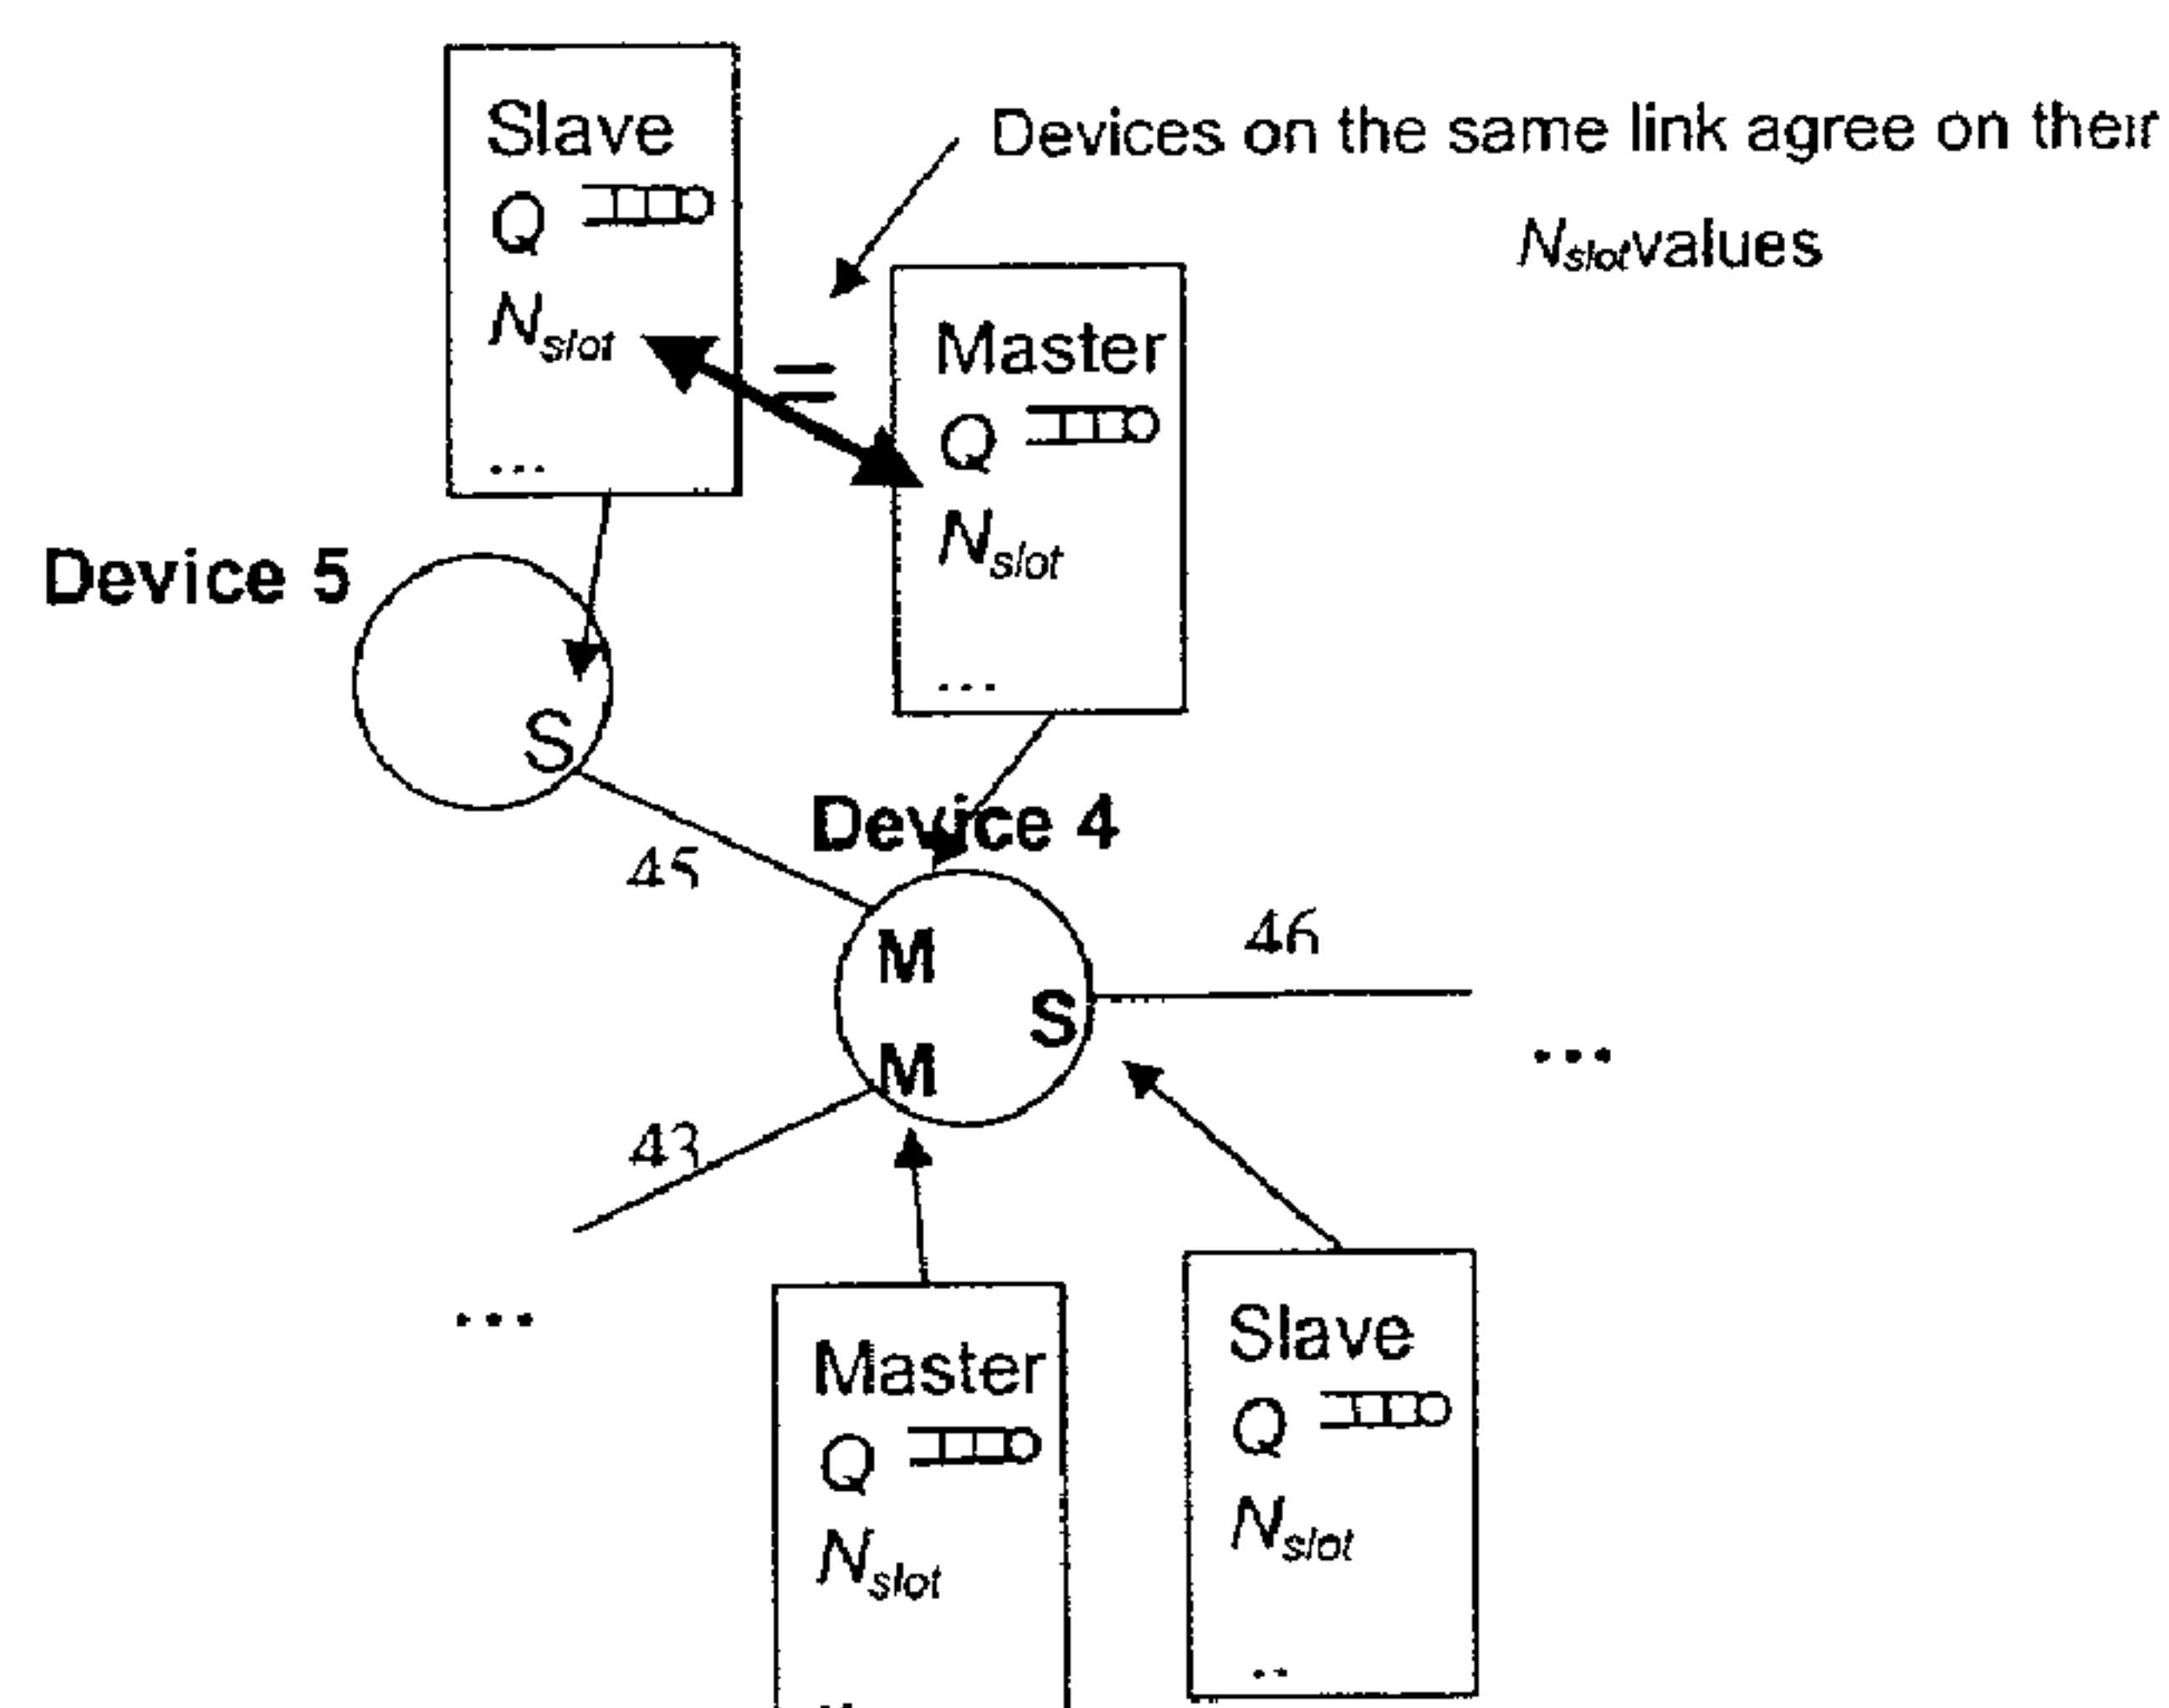 Slave
Q
Nslot
...
Devices on the same link agree on their
Nslot values
=
Master
Q
Nslot
...
Device 5
S
45
Device 4
M
S
M
46
...
43
...
Master
Q
Nslot
Slave
Q
Nslot
..